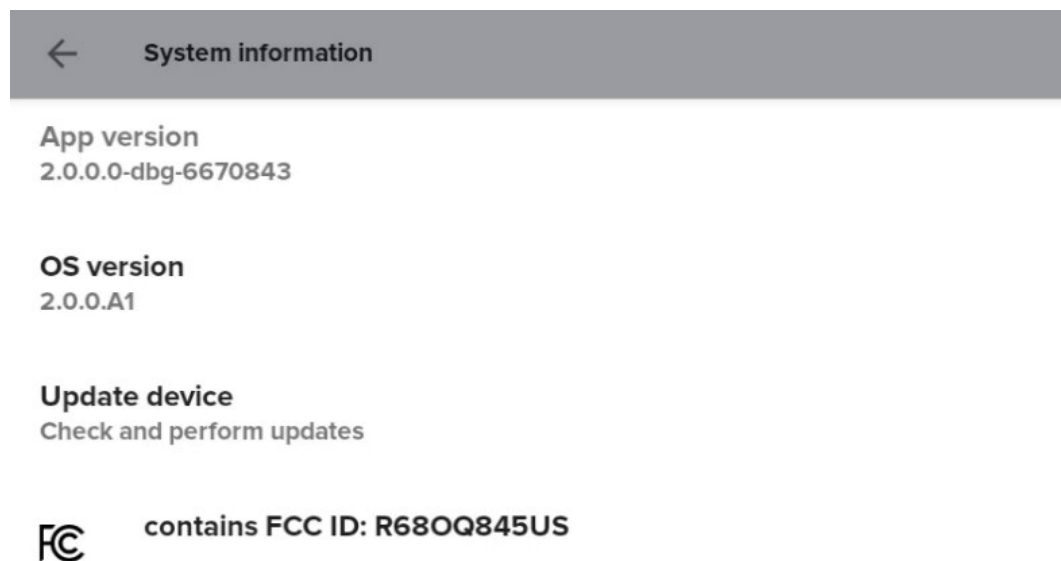 System information
App version
2.0.0.0-dbg-6670843
OS version
2.0.0.A1
Update device
Check and perform updates
FC
contains FCC ID: R68OQ845US